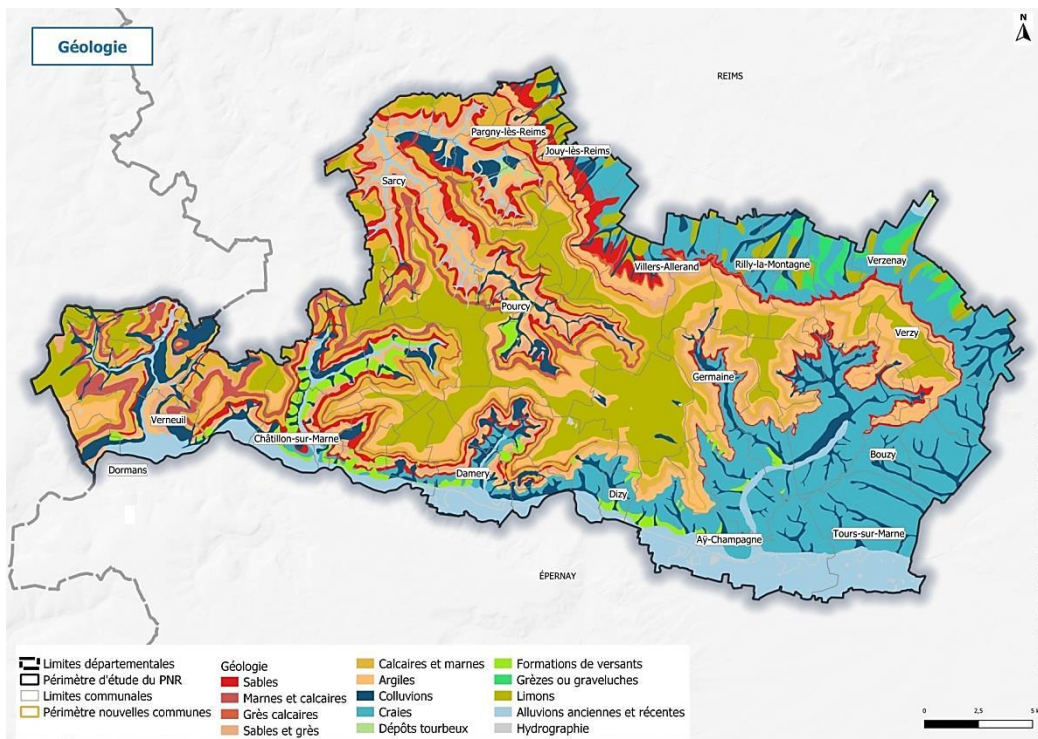 Géologie
N
REIMS
Pargny-lès-Reims
Jouy-lès-Reims
Sarcy
Villers-Allerand
Rilly-la-Montagne
Verzenay
Pourcy
Verzy
Germaine
Verneuil
Châtillon-sur-Marne
Dormans
Damery
Bouzy
Dizy
Aÿ-Champagne
Tours-sur-Marne
ÉPERNAY
Limites départementales
Périmètre d'étude du PNR
Limites communales
Périmètre nouvelles communes
Géologie
Sables
Marnes et calcaires
Grès calcaires
Sables et grès
Calcaires et marnes
Argiles
Colluvions
Craies
Dépôts tourbeux
Formations de versants
Grèzes ou graveluches
Limons
Alluvions anciennes et récentes
Hydrographie
0 2,5 5 k